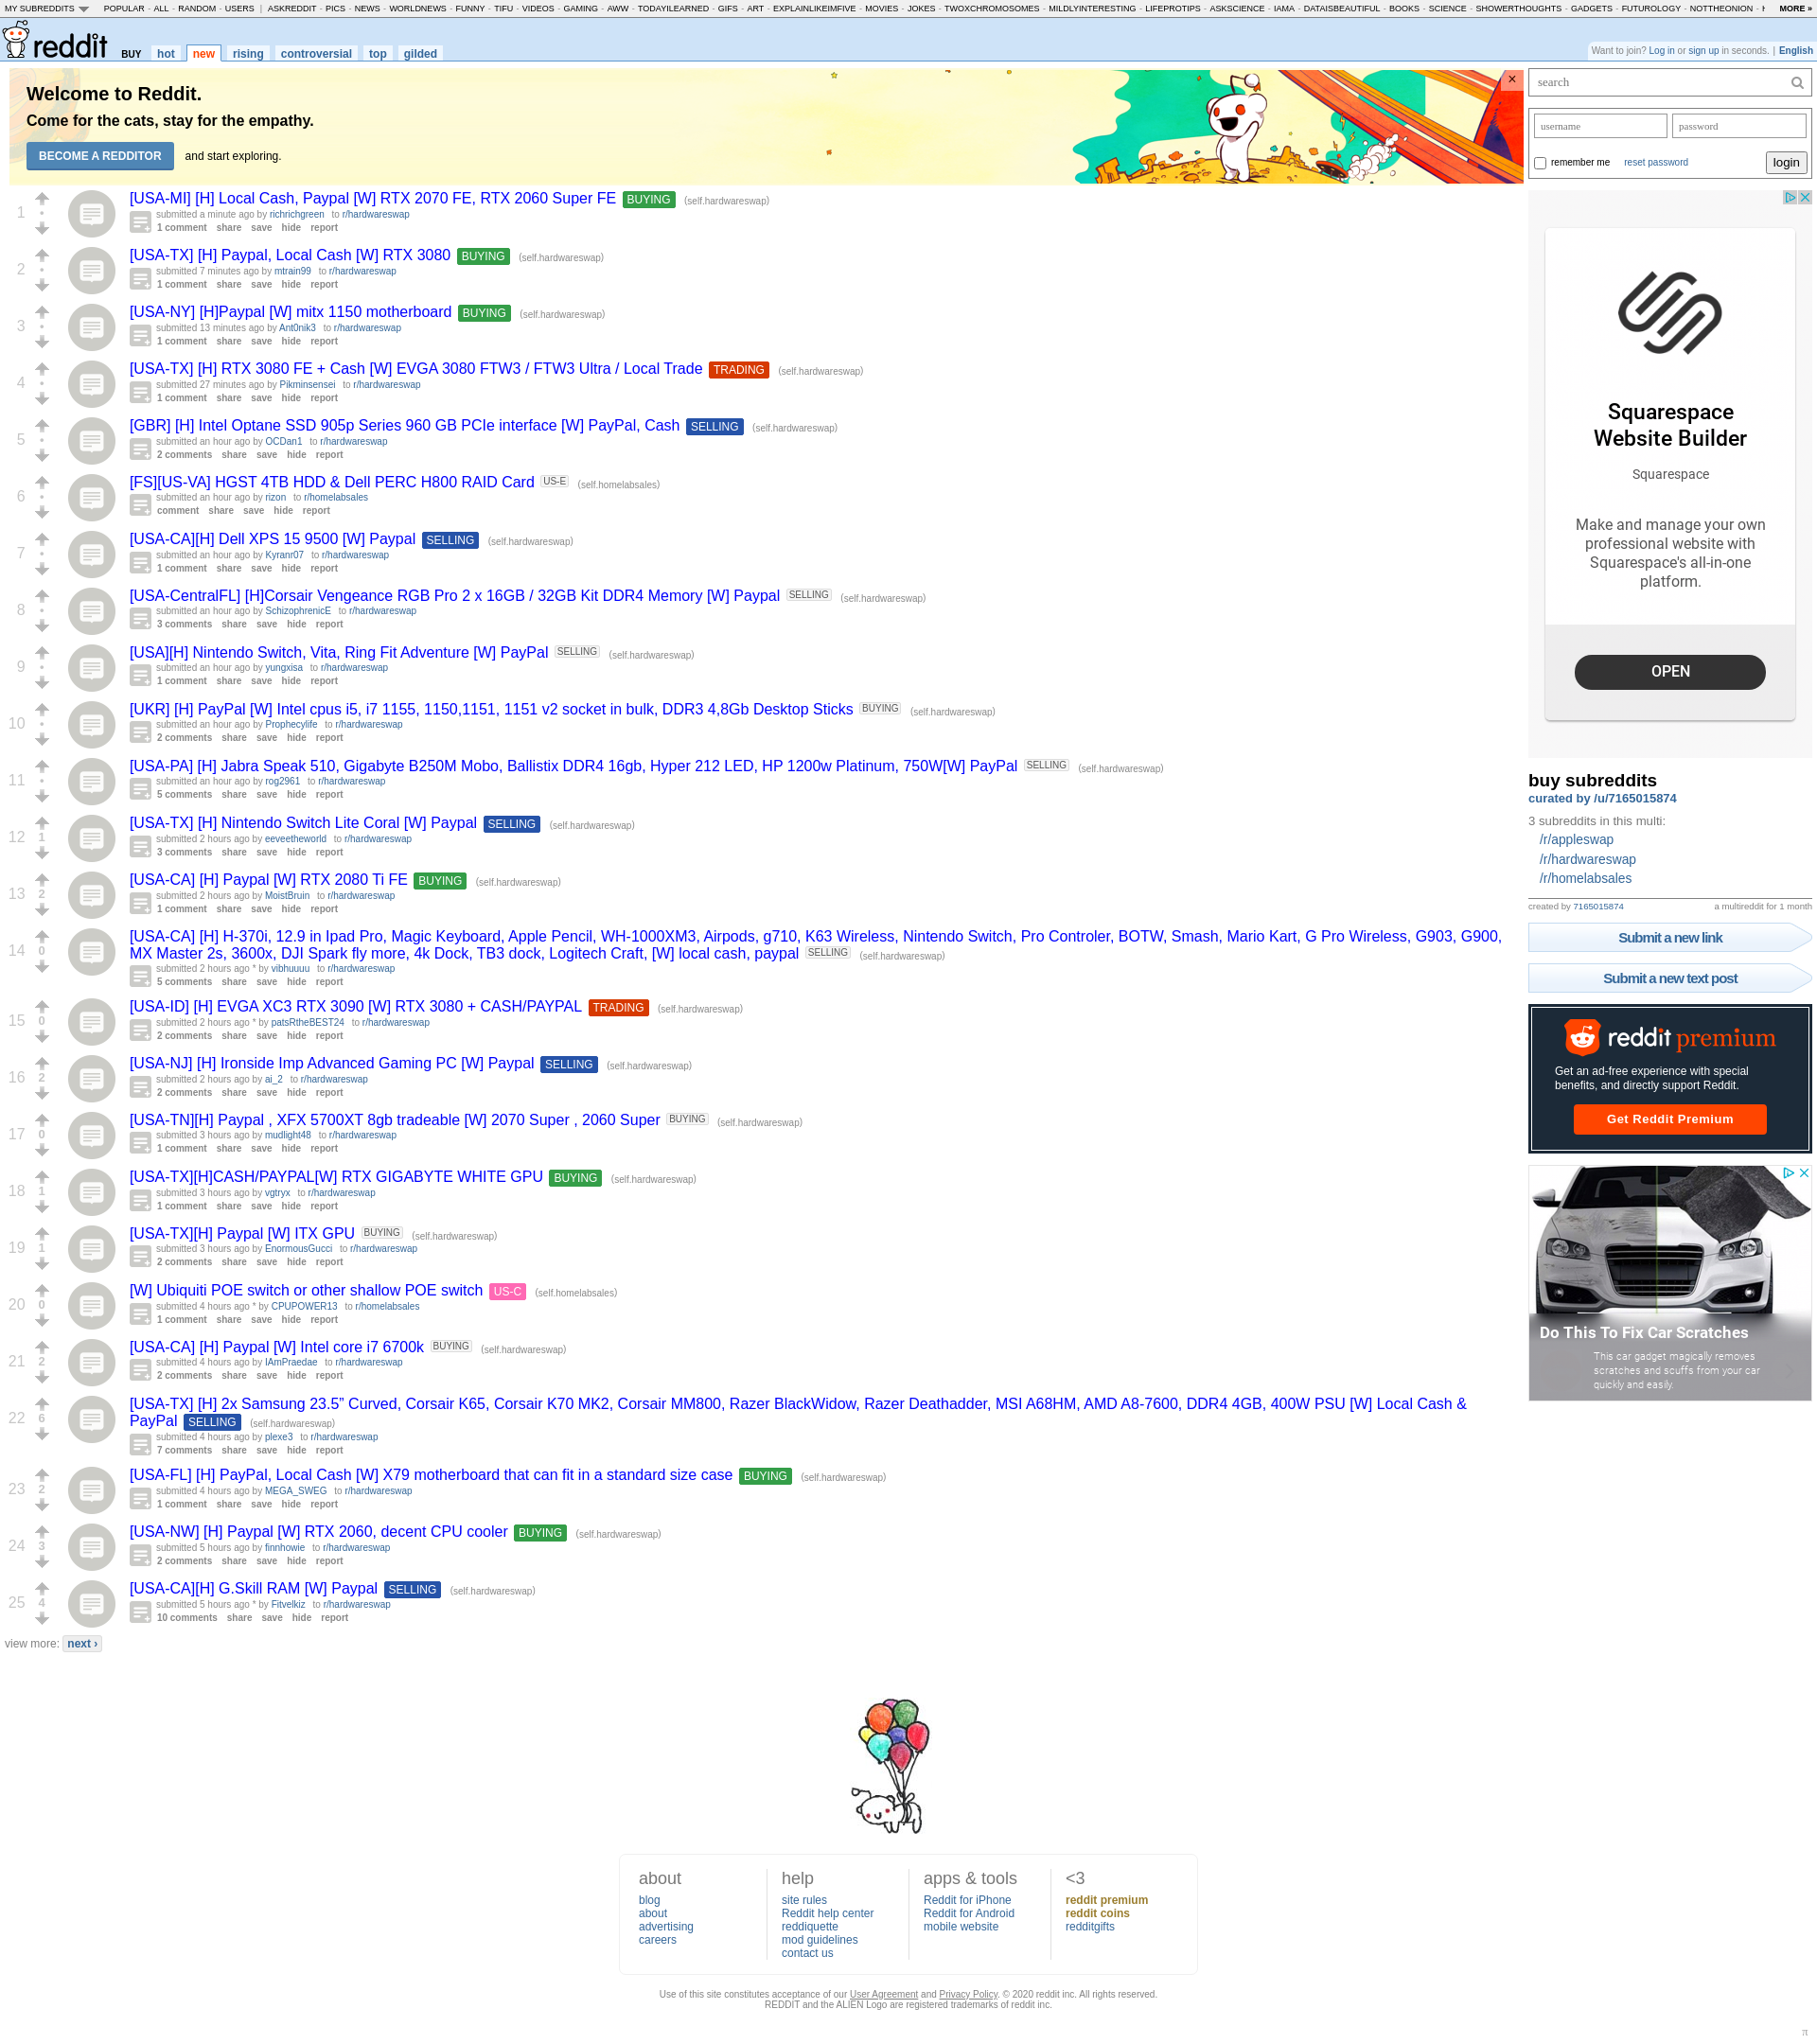 MY SUBREDDITS POPULAR - ALL - RANDOM - USERS | ASKREDDIT - PICS - NEWS - WORLDNEWS - FUNNY - TIFU - VIDEOS - GAMING - AWW - TODAYILEARNED - GIFS - ART - EXPLAINLIKEIMFIVE - MOVIES - JOKES - TWOXCHROMOSOMES - MILDLYINTERESTING - LIFEPROTIPS - ASKSCIENCE - IAMA - DATAISBEAUTIFUL - BOOKS - SCIENCE - SHOWERTHOUGHTS - GADGETS - FUTUROLOGY - NOTTHEONION - MORE »
reddit BUY hot new rising controversial top gilded
Want to join? Log in or sign up in seconds. | English
Welcome to Reddit.
Come for the cats, stay for the empathy.
BECOME A REDDITOR and start exploring.
×
1
[USA-MI] [H] Local Cash, Paypal [W] RTX 2070 FE, RTX 2060 Super FE BUYING (self.hardwareswap)
submitted a minute ago by richrichgreen to r/hardwareswap
1 comment share save hide report
2
[USA-TX] [H] Paypal, Local Cash [W] RTX 3080 BUYING (self.hardwareswap)
submitted 7 minutes ago by mtrain99 to r/hardwareswap
1 comment share save hide report
3
[USA-NY] [H]Paypal [W] mitx 1150 motherboard BUYING (self.hardwareswap)
submitted 13 minutes ago by Ant0nik3 to r/hardwareswap
1 comment share save hide report
4
[USA-TX] [H] RTX 3080 FE + Cash [W] EVGA 3080 FTW3 / FTW3 Ultra / Local Trade TRADING (self.hardwareswap)
submitted 27 minutes ago by Pikminsensei to r/hardwareswap
1 comment share save hide report
5
[GBR] [H] Intel Optane SSD 905p Series 960 GB PCIe interface [W] PayPal, Cash SELLING (self.hardwareswap)
submitted an hour ago by OCDan1 to r/hardwareswap
2 comments share save hide report
6
[FS][US-VA] HGST 4TB HDD & Dell PERC H800 RAID Card US-E (self.homelabsales)
submitted an hour ago by rizon to r/homelabsales
comment share save hide report
7
[USA-CA][H] Dell XPS 15 9500 [W] Paypal SELLING (self.hardwareswap)
submitted an hour ago by Kyranr07 to r/hardwareswap
1 comment share save hide report
8
[USA-CentralFL] [H]Corsair Vengeance RGB Pro 2 x 16GB / 32GB Kit DDR4 Memory [W] Paypal SELLING (self.hardwareswap)
submitted an hour ago by SchizophrenicE to r/hardwareswap
3 comments share save hide report
9
[USA][H] Nintendo Switch, Vita, Ring Fit Adventure [W] PayPal SELLING (self.hardwareswap)
submitted an hour ago by yungxisa to r/hardwareswap
1 comment share save hide report
10
[UKR] [H] PayPal [W] Intel cpus i5, i7 1155, 1150,1151, 1151 v2 socket in bulk, DDR3 4,8Gb Desktop Sticks BUYING (self.hardwareswap)
submitted an hour ago by Prophecylife to r/hardwareswap
2 comments share save hide report
11
[USA-PA] [H] Jabra Speak 510, Gigabyte B250M Mobo, Ballistix DDR4 16gb, Hyper 212 LED, HP 1200w Platinum, 750W[W] PayPal SELLING (self.hardwareswap)
submitted an hour ago by rog2961 to r/hardwareswap
5 comments share save hide report
12 1
[USA-TX] [H] Nintendo Switch Lite Coral [W] Paypal SELLING (self.hardwareswap)
submitted 2 hours ago by eeveetheworld to r/hardwareswap
3 comments share save hide report
13 2
[USA-CA] [H] Paypal [W] RTX 2080 Ti FE BUYING (self.hardwareswap)
submitted 2 hours ago by MoistBruin to r/hardwareswap
1 comment share save hide report
14 0
[USA-CA] [H] H-370i, 12.9 in Ipad Pro, Magic Keyboard, Apple Pencil, WH-1000XM3, Airpods, g710, K63 Wireless, Nintendo Switch, Pro Controler, BOTW, Smash, Mario Kart, G Pro Wireless, G903, G900,
MX Master 2s, 3600x, DJI Spark fly more, 4k Dock, TB3 dock, Logitech Craft, [W] local cash, paypal SELLING (self.hardwareswap)
submitted 2 hours ago * by vibhuuuu to r/hardwareswap
5 comments share save hide report
15 0
[USA-ID] [H] EVGA XC3 RTX 3090 [W] RTX 3080 + CASH/PAYPAL TRADING (self.hardwareswap)
submitted 2 hours ago * by patsRtheBEST24 to r/hardwareswap
2 comments share save hide report
16 2
[USA-NJ] [H] Ironside Imp Advanced Gaming PC [W] Paypal SELLING (self.hardwareswap)
submitted 2 hours ago by ai_2 to r/hardwareswap
2 comments share save hide report
17 0
[USA-TN][H] Paypal , XFX 5700XT 8gb tradeable [W] 2070 Super , 2060 Super BUYING (self.hardwareswap)
submitted 3 hours ago by mudlight48 to r/hardwareswap
1 comment share save hide report
18 1
[USA-TX][H]CASH/PAYPAL[W] RTX GIGABYTE WHITE GPU BUYING (self.hardwareswap)
submitted 3 hours ago by vgtryx to r/hardwareswap
1 comment share save hide report
19 1
[USA-TX][H] Paypal [W] ITX GPU BUYING (self.hardwareswap)
submitted 3 hours ago by EnormousGucci to r/hardwareswap
2 comments share save hide report
20 0
[W] Ubiquiti POE switch or other shallow POE switch US-C (self.homelabsales)
submitted 4 hours ago * by CPUPOWER13 to r/homelabsales
1 comment share save hide report
21 2
[USA-CA] [H] Paypal [W] Intel core i7 6700k BUYING (self.hardwareswap)
submitted 4 hours ago by IAmPraedae to r/hardwareswap
2 comments share save hide report
22 6
[USA-TX] [H] 2x Samsung 23.5” Curved, Corsair K65, Corsair K70 MK2, Corsair MM800, Razer BlackWidow, Razer Deathadder, MSI A68HM, AMD A8-7600, DDR4 4GB, 400W PSU [W] Local Cash &
PayPal SELLING (self.hardwareswap)
submitted 4 hours ago by plexe3 to r/hardwareswap
7 comments share save hide report
23 2
[USA-FL] [H] PayPal, Local Cash [W] X79 motherboard that can fit in a standard size case BUYING (self.hardwareswap)
submitted 4 hours ago by MEGA_SWEG to r/hardwareswap
1 comment share save hide report
24 3
[USA-NW] [H] Paypal [W] RTX 2060, decent CPU cooler BUYING (self.hardwareswap)
submitted 5 hours ago by finnhowie to r/hardwareswap
2 comments share save hide report
25 4
[USA-CA][H] G.Skill RAM [W] Paypal SELLING (self.hardwareswap)
submitted 5 hours ago * by Fitvelkiz to r/hardwareswap
10 comments share save hide report
view more: next ›
search
username password
remember me reset password login
Squarespace
Website Builder
Squarespace
Make and manage your own
professional website with
Squarespace's all-in-one
platform.
OPEN
buy subreddits
curated by /u/7165015874
3 subreddits in this multi:
/r/appleswap
/r/hardwareswap
/r/homelabsales
created by 7165015874 a multireddit for 1 month
Submit a new link
Submit a new text post
reddit premium
Get an ad-free experience with special
benefits, and directly support Reddit.
Get Reddit Premium
Do This To Fix Car Scratches
This car gadget magically removes
scratches and scuffs from your car
quickly and easily.
about
blog
about
advertising
careers
help
site rules
Reddit help center
reddiquette
mod guidelines
contact us
apps & tools
Reddit for iPhone
Reddit for Android
mobile website
<3
reddit premium
reddit coins
redditgifts
Use of this site constitutes acceptance of our User Agreement and Privacy Policy. © 2020 reddit inc. All rights reserved.
REDDIT and the ALIEN Logo are registered trademarks of reddit inc.
π